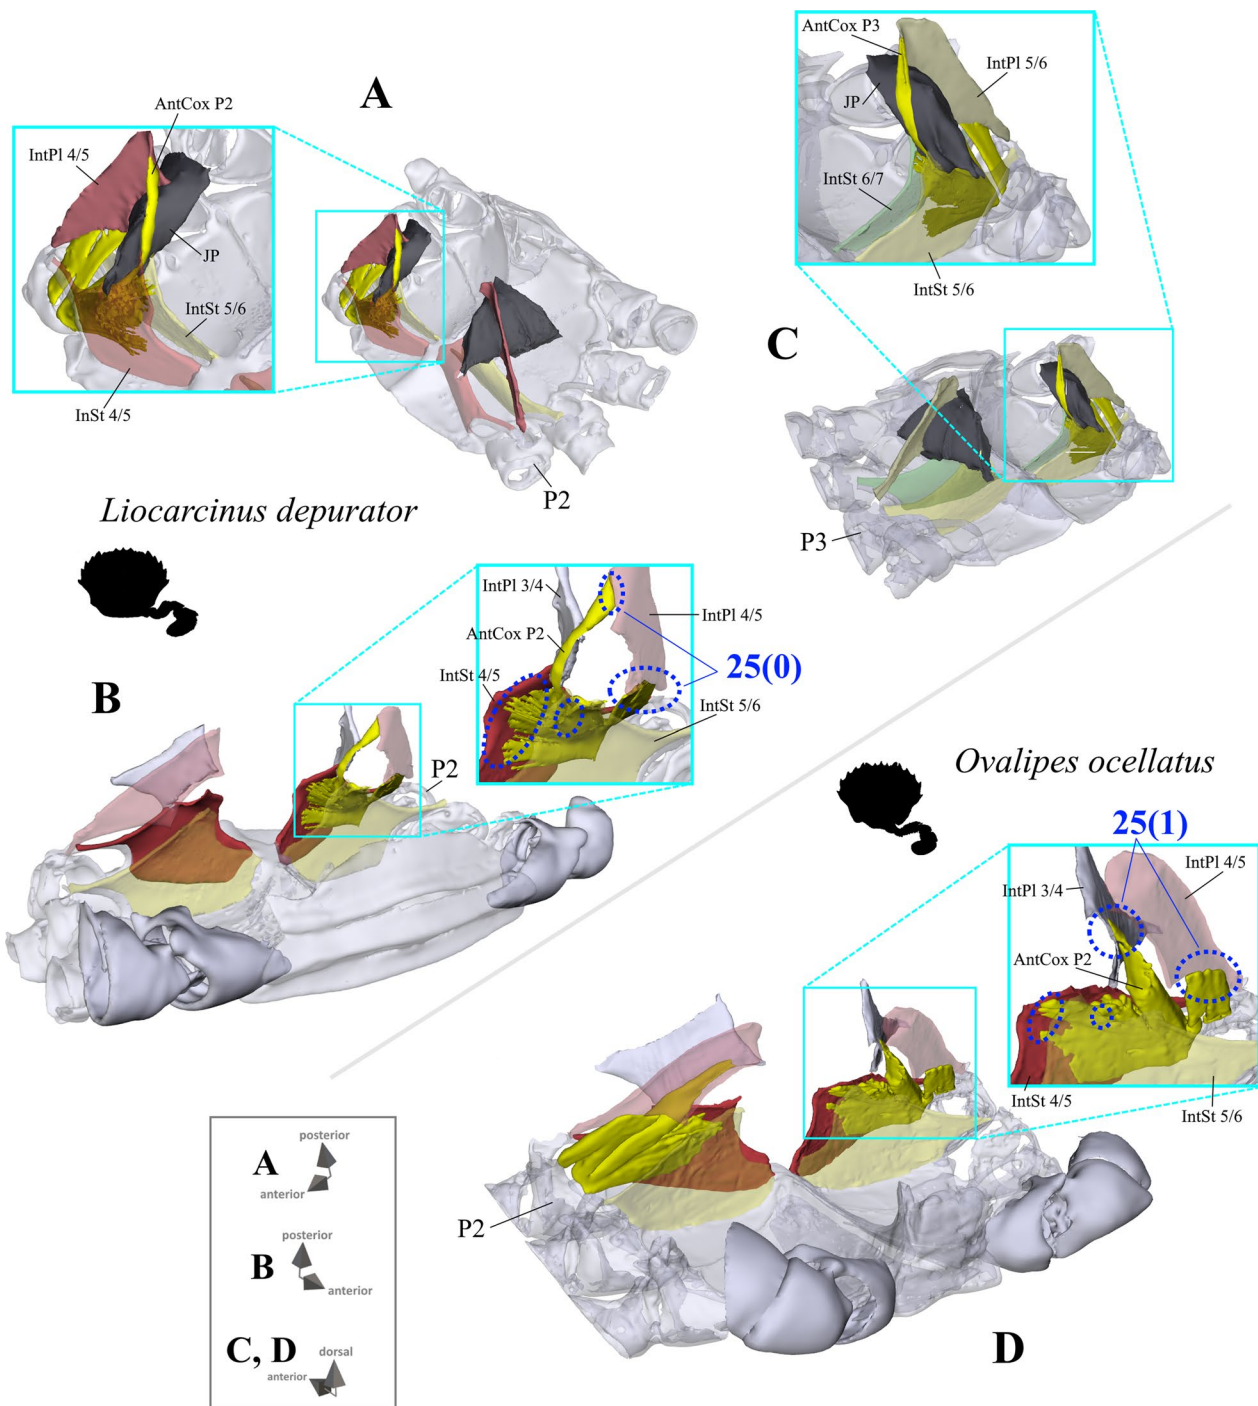 A
AntCox P2
IntPl 4/5
JP
IntSt 5/6
InSt 4/5
P2
AntCox P3
IntPl 5/6
JP
IntSt 6/7
IntSt 5/6
C
P3
Liocarcinus depurator
B
IntPl 3/4
IntPl 4/5
AntCox P2
IntSt 4/5
25(0)
IntSt 5/6
P2
Ovalipes ocellatus
25(1)
IntPl 4/5
IntPl 3/4
AntCox P2
IntSt 4/5
IntSt 5/6
P2
D
A
posterior
anterior
B
posterior
anterior
C, D
dorsal
anterior